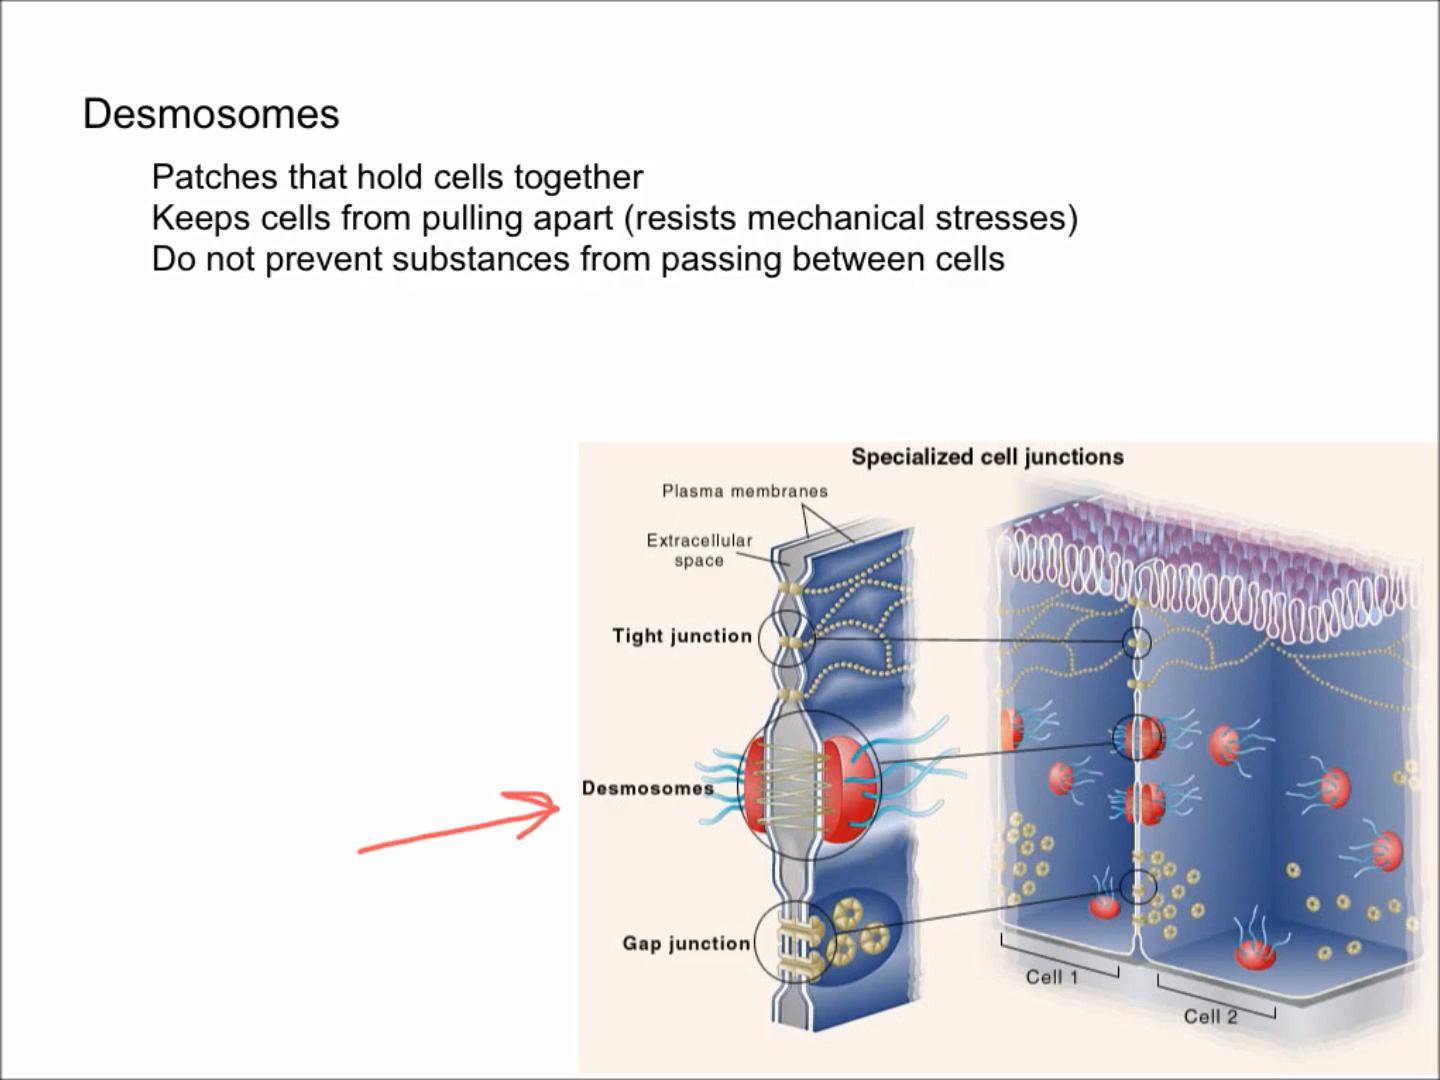 Desmosomes
Patches that hold cells together
Keeps cells from pulling apart (resists mechanical stresses)
Do not prevent substances from passing between cells
Specialized cell junctions
Plasma membranes
Extracellular
space
Tight junction
Desmosomes
Gap junction
Cell 1
Cell 2